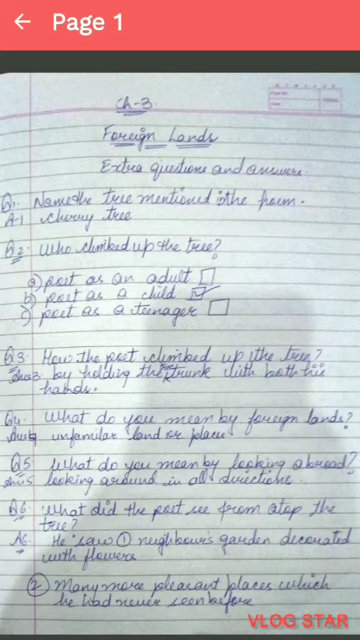 Page 1
Ch-3.
Foreign Lands
Extra questions and answers.
Q1. Name the tree mentioned in the poem.
A-1 cherry tree
Q2. Who climbed up the tree?
a) poet as an adult
b) poet as a child
c) poet as a teenager
Q3 How the poet climbed up the tree?
Ans3 by holding the trunk with both his
hands.
Q4. What do you mean by foreign lands?
Ans4 unfamilar land or place
Q5 What do you mean by looking abroad?
Ans5 looking around in all directions.
Q6. What did the poet see from atop the
tree?
A6. He saw ① neighbour's garden decorated
with flowers
② Many more pleasant places which
he had never seen before
VLOG STAR